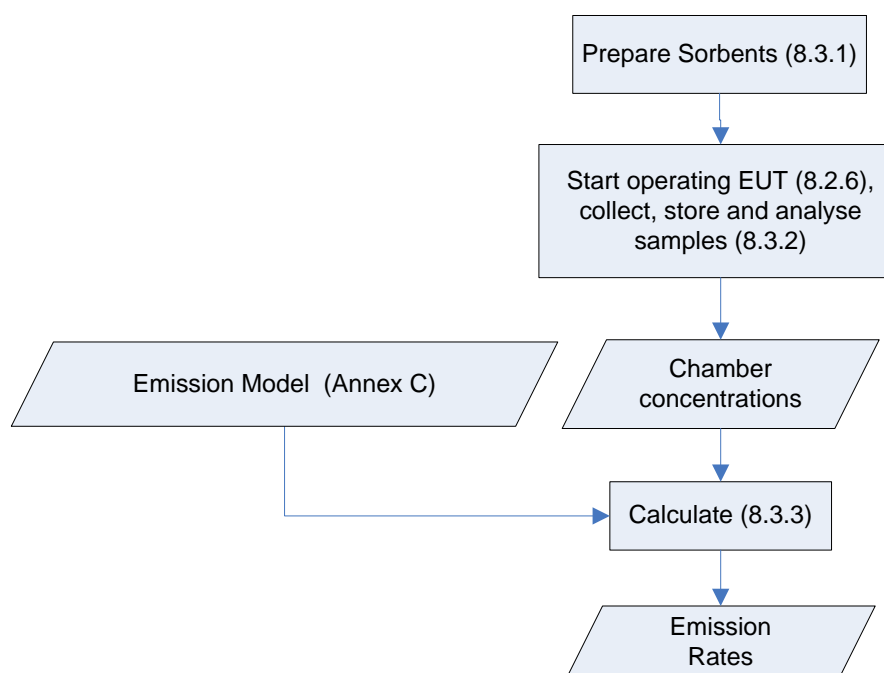 Prepare Sorbents (8.3.1)
Start operating EUT (8.2.6),
collect, store and analyse
samples (8.3.2)
Emission Model  (Annex C)
Chamber
concentrations
Calculate (8.3.3)
Emission
Rates